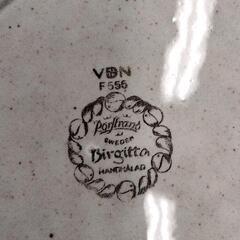 VDN
F 556
Rörstrand
SWEDEN
Birgitta
HANDMÅLAD